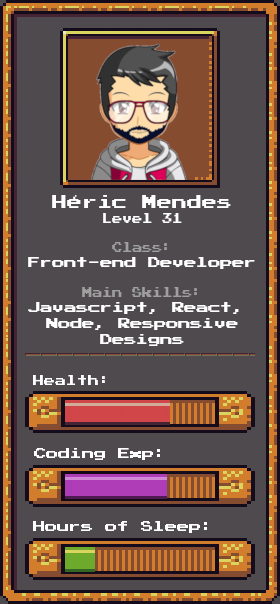 Héric Mendes
Level 31
Class:
Front-end Developer
Main Skills:
Javascript, React,
Node, Responsive
Designs
Health:
Coding Exp:
Hours of Sleep: